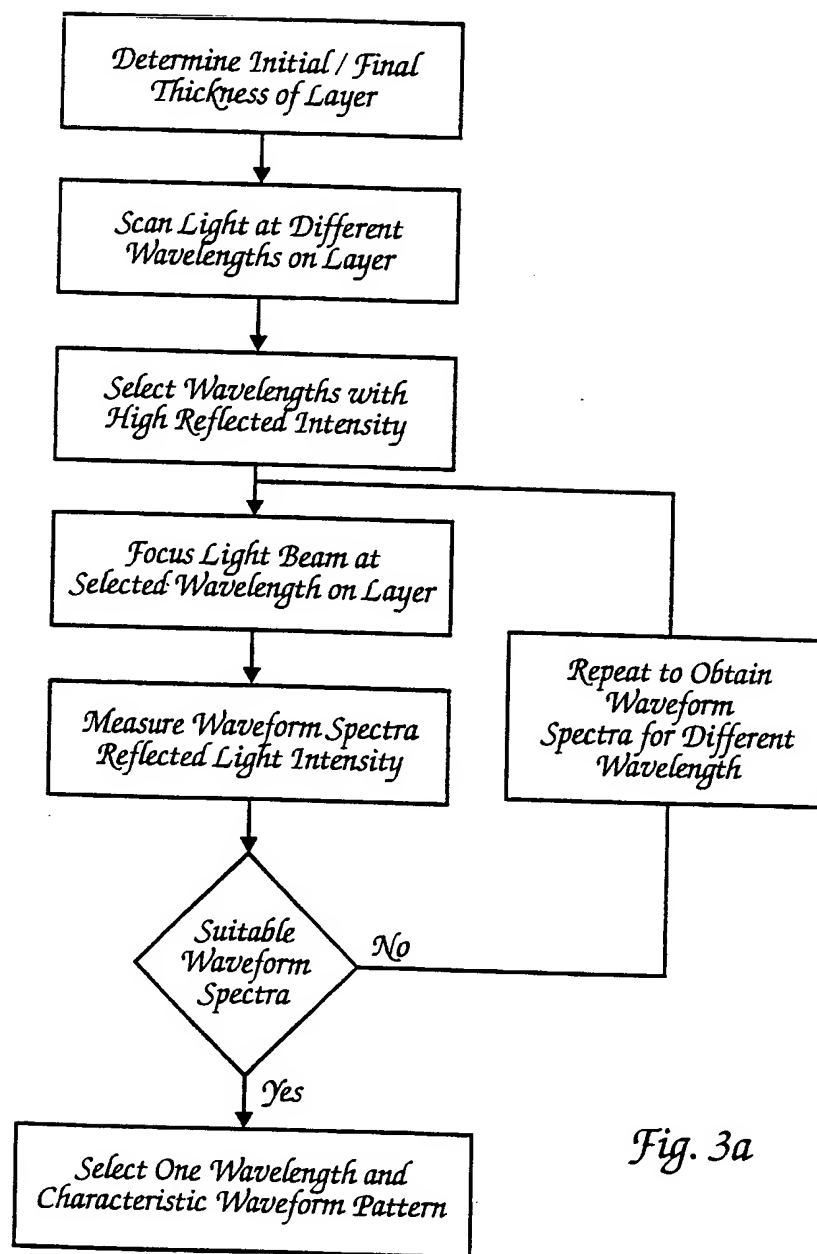 Determine Initial / Final
Thickness of Layer
Scan Light at Different
Wavelengths on Layer
Select Wavelengths with
High Reflected Intensity
Focus Light Beam at
Selected Wavelength on Layer
Measure Waveform Spectra
Reflected Light Intensity
Repeat to Obtain
Waveform
Spectra for Different
Wavelength
Suitable
Waveform
Spectra
No
Yes
Select One Wavelength and
Characteristic Waveform Pattern
Fig. 3a